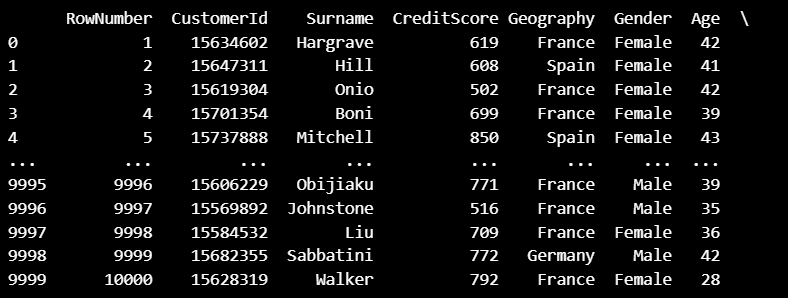 RowNumber CustomerId Surname CreditScore Geography Gender Age \
0 1 15634602 Hargrave 619 France Female 42
1 2 15647311 Hill 608 Spain Female 41
2 3 15619304 Onio 502 France Female 42
3 4 15701354 Boni 699 France Female 39
4 5 15737888 Mitchell 850 Spain Female 43
... ... ... ... ... ... ... ...
9995 9996 15606229 Obijiaku 771 France Male 39
9996 9997 15569892 Johnstone 516 France Male 35
9997 9998 15584532 Liu 709 France Female 36
9998 9999 15682355 Sabbatini 772 Germany Male 42
9999 10000 15628319 Walker 792 France Female 28